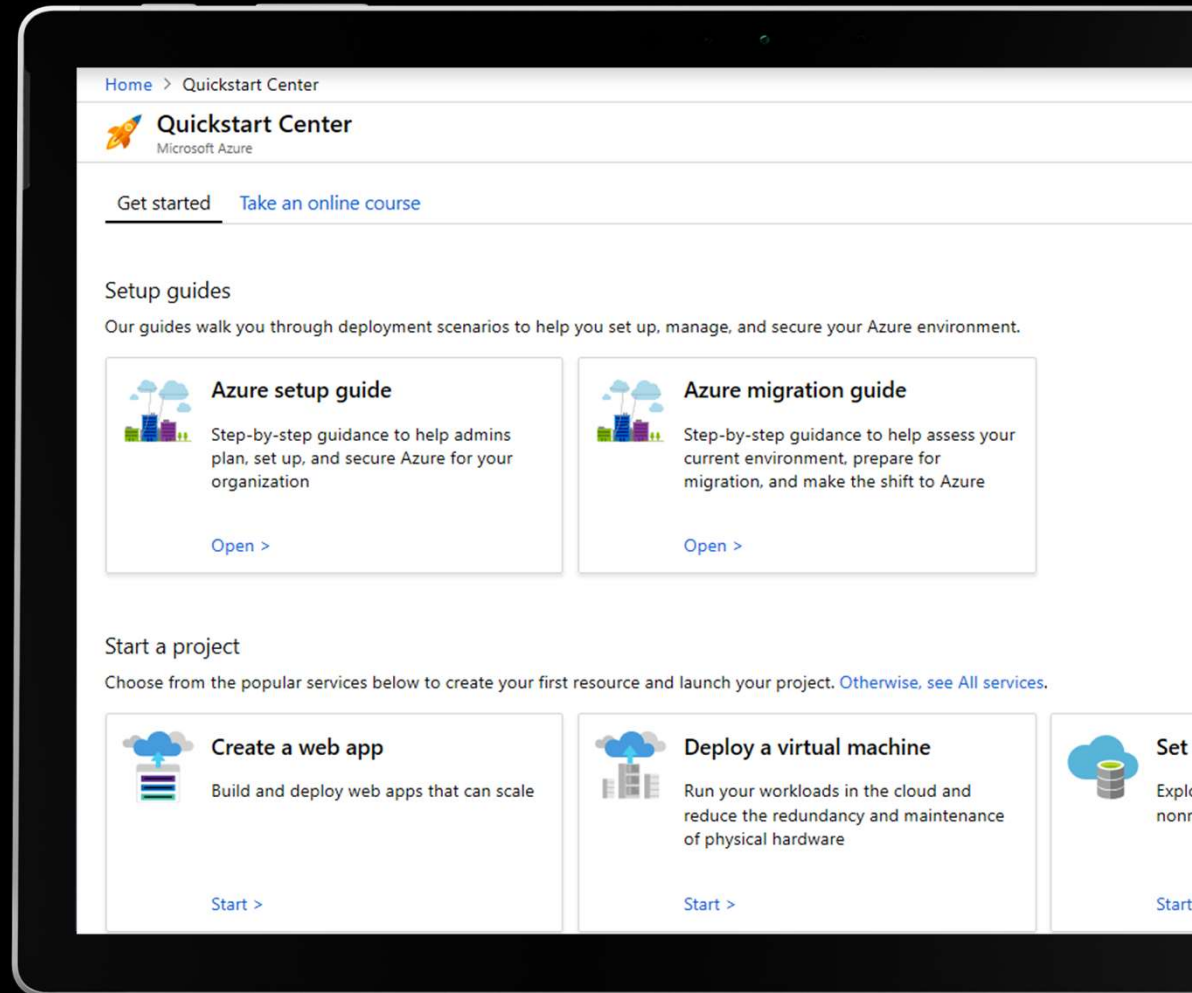 Home > Quickstart Center
Quickstart Center
Microsoft Azure
Get started Take an online course
Setup guides
Our guides walk you through deployment scenarios to help you set up, manage, and secure your Azure environment.
Azure setup guide
Step-by-step guidance to help admins
plan, set up, and secure Azure for your
organization
Open >
Azure migration guide
Step-by-step guidance to help assess your
current environment, prepare for
migration, and make the shift to Azure
Open >
Start a project
Choose from the popular services below to create your first resource and launch your project. Otherwise, see All services.
Create a web app
Build and deploy web apps that can scale
Start >
Deploy a virtual machine
Run your workloads in the cloud and
reduce the redundancy and maintenance
of physical hardware
Start >
Set
Start